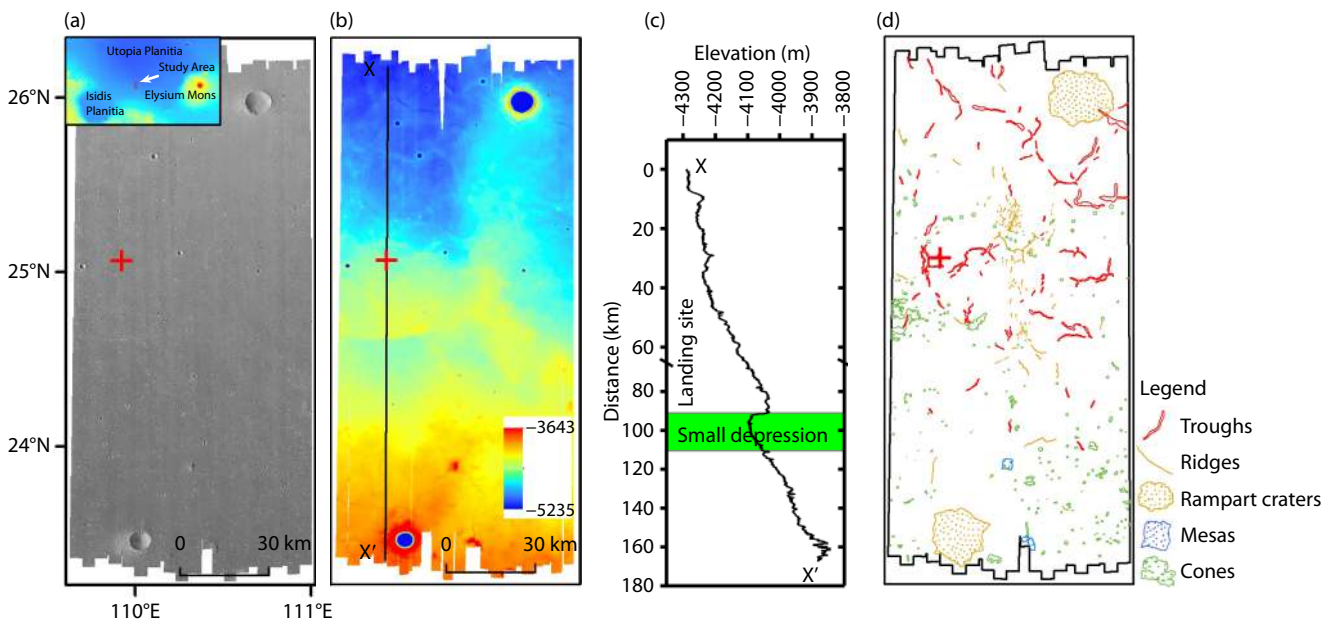 (a)
Utopia Planitia
Study Area
Elysium Mons
Isidis
Planitia
26°N
25°N
24°N
110°E
111°E
0 30 km
(b)
X
X′
−3643
−5235
0 30 km
(c)
Elevation (m)
−4300
−4200
−4100
−4000
−3900
−3800
Distance (km)
0
20
40
60
80
100
120
140
160
180
X
Landing site
Small depression
X′
(d)
Legend
Troughs
Ridges
Rampart craters
Mesas
Cones